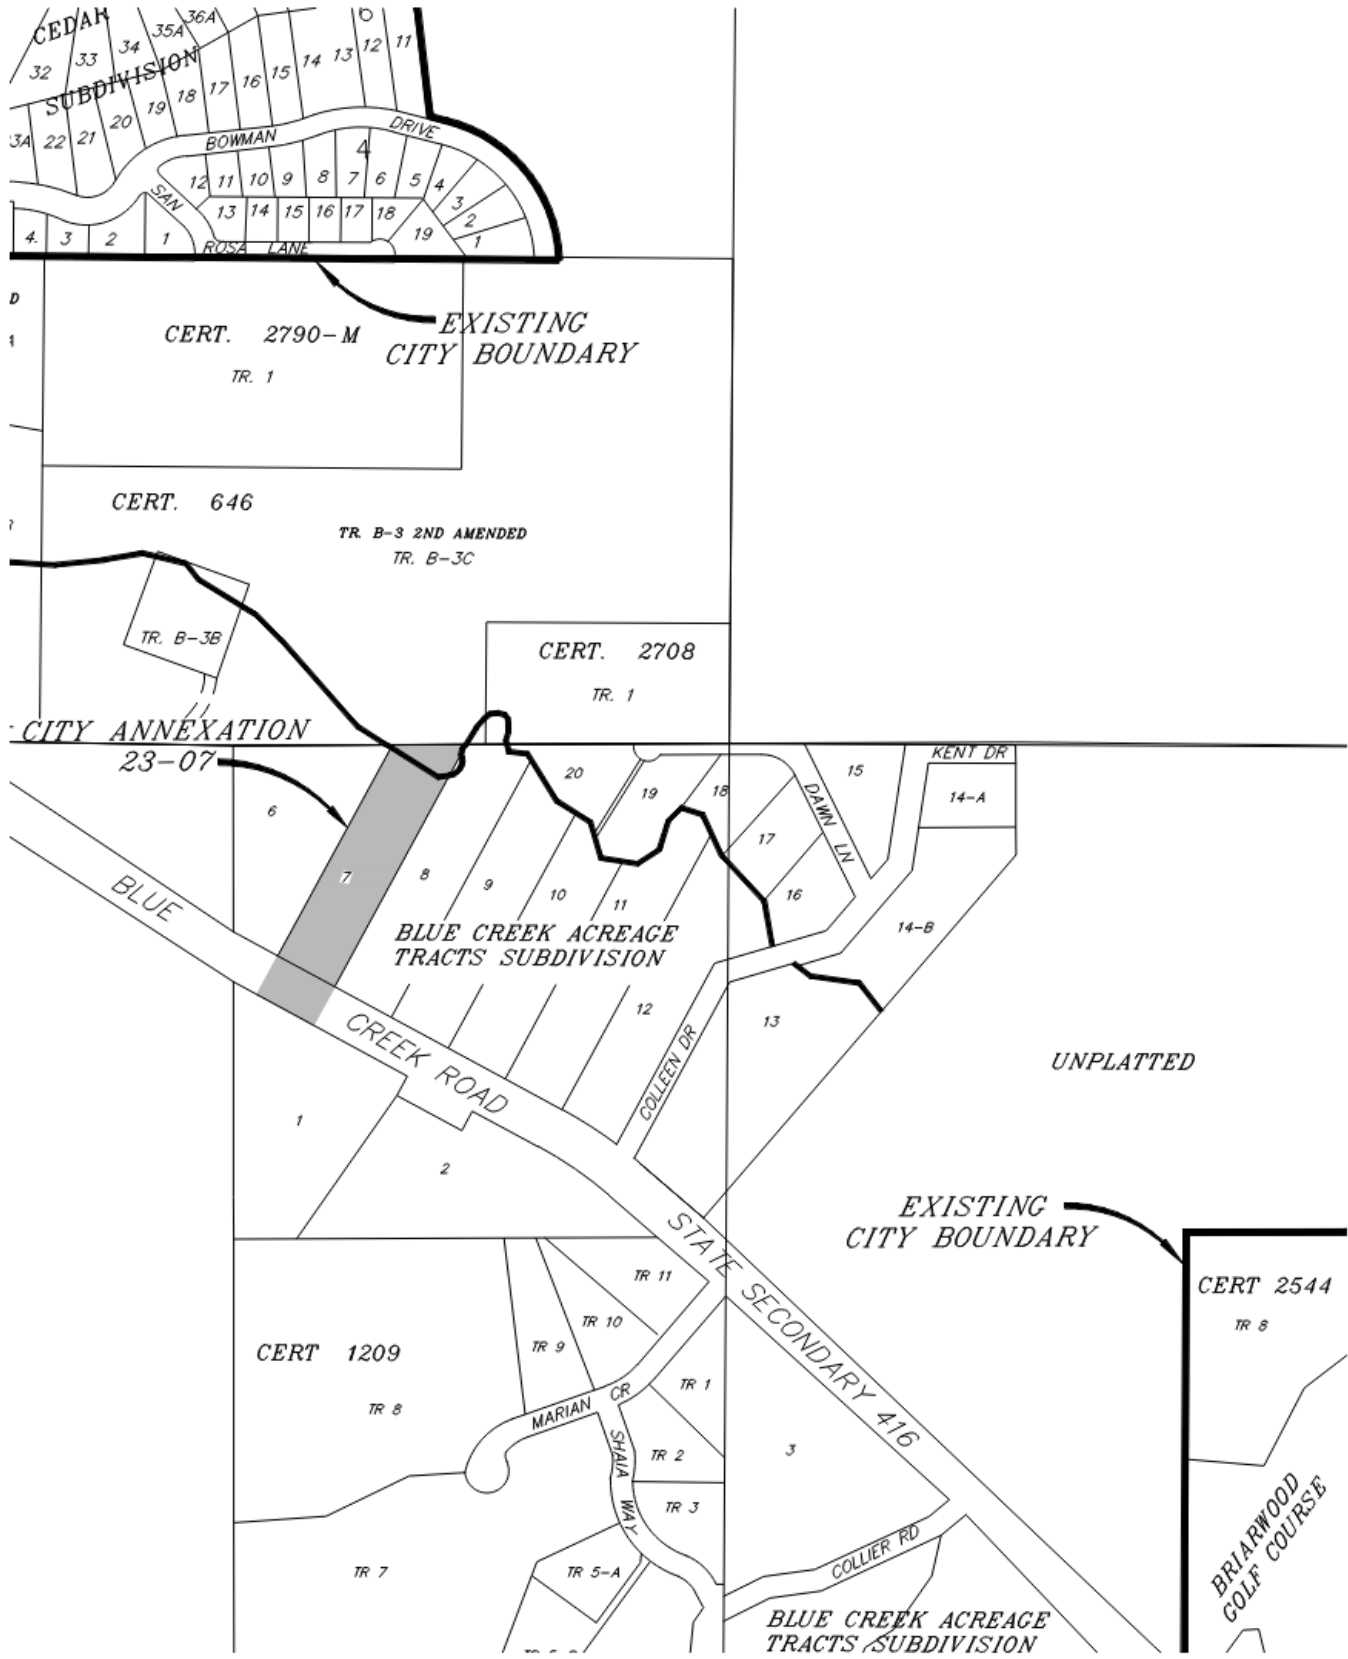 CEDAR
SUBDIVISION
36A
35A
34
33
32
6
11
12
13
14
15
16
17
18
19
20
21
22
3A
BOWMAN
DRIVE
4
SAN
12
11
10
9
8
7
6
5
4
3
2
1
13
14
15
16
17
18
19
4.
3
2
1
ROSA LANE
D
CERT. 2790-M
TR. 1
EXISTING
CITY BOUNDARY
CERT. 646
TR. B-3 2ND AMENDED
TR. B-3C
TR. B-3B
CERT. 2708
TR. 1
CITY ANNEXATION
23-07
KENT DR
6
7
8
9
10
11
12
20
19
18
17
16
15
14-A
14-B
13
DAWN LN
BLUE
CREEK ROAD
BLUE CREEK ACREAGE
TRACTS SUBDIVISION
COLLEEN DR
UNPLATTED
1
2
EXISTING
CITY BOUNDARY
STATE SECONDARY 416
CERT 2544
TR 8
TR 11
TR 10
TR 9
CERT 1209
TR 8
MARIAN CR
TR 1
TR 2
TR 3
SHAIA WAY
3
TR 7
TR 5-A
COLLIER RD
BLUE CREEK ACREAGE
TRACTS SUBDIVISION
BRIARWOOD
GOLF COURSE